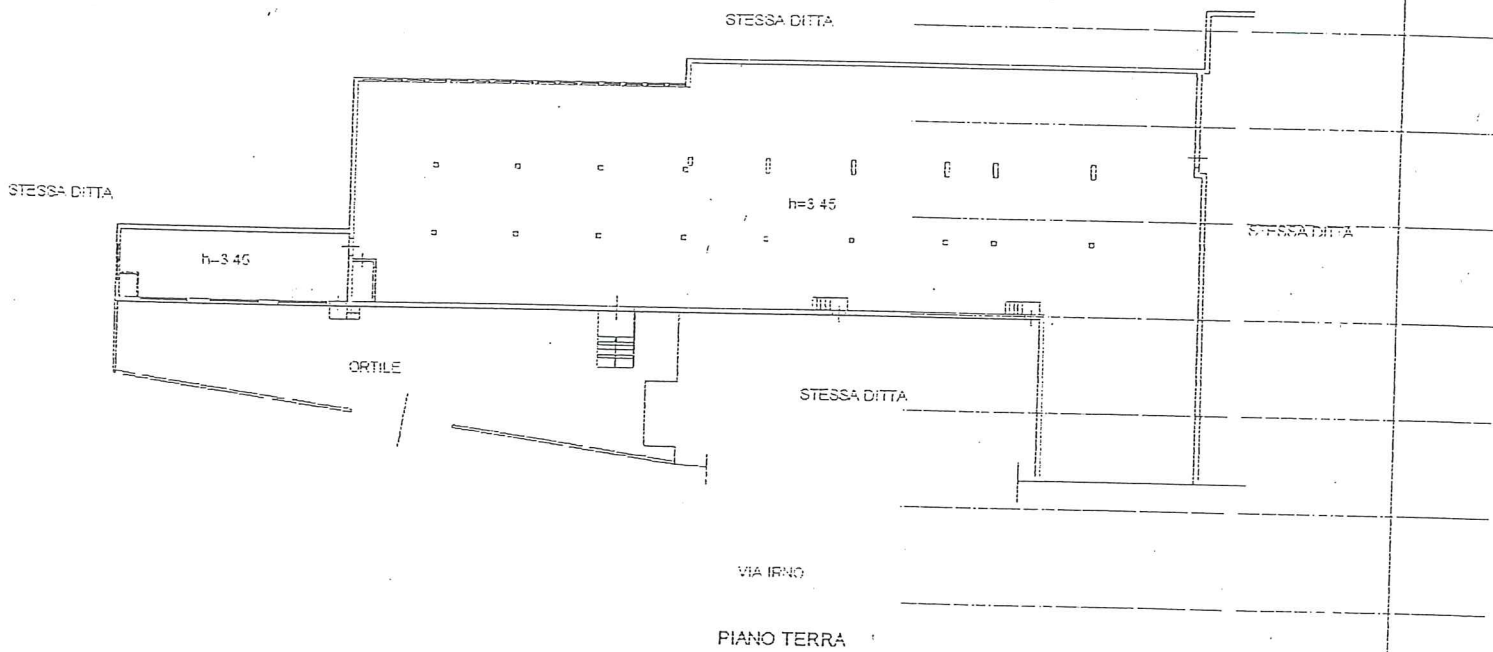 STESSA DITTA
STESSA DITTA
h=3.45
STESSA DITTA
h=3.45
ORTILE
STESSA DITTA
VIA IRNO
PIANO TERRA